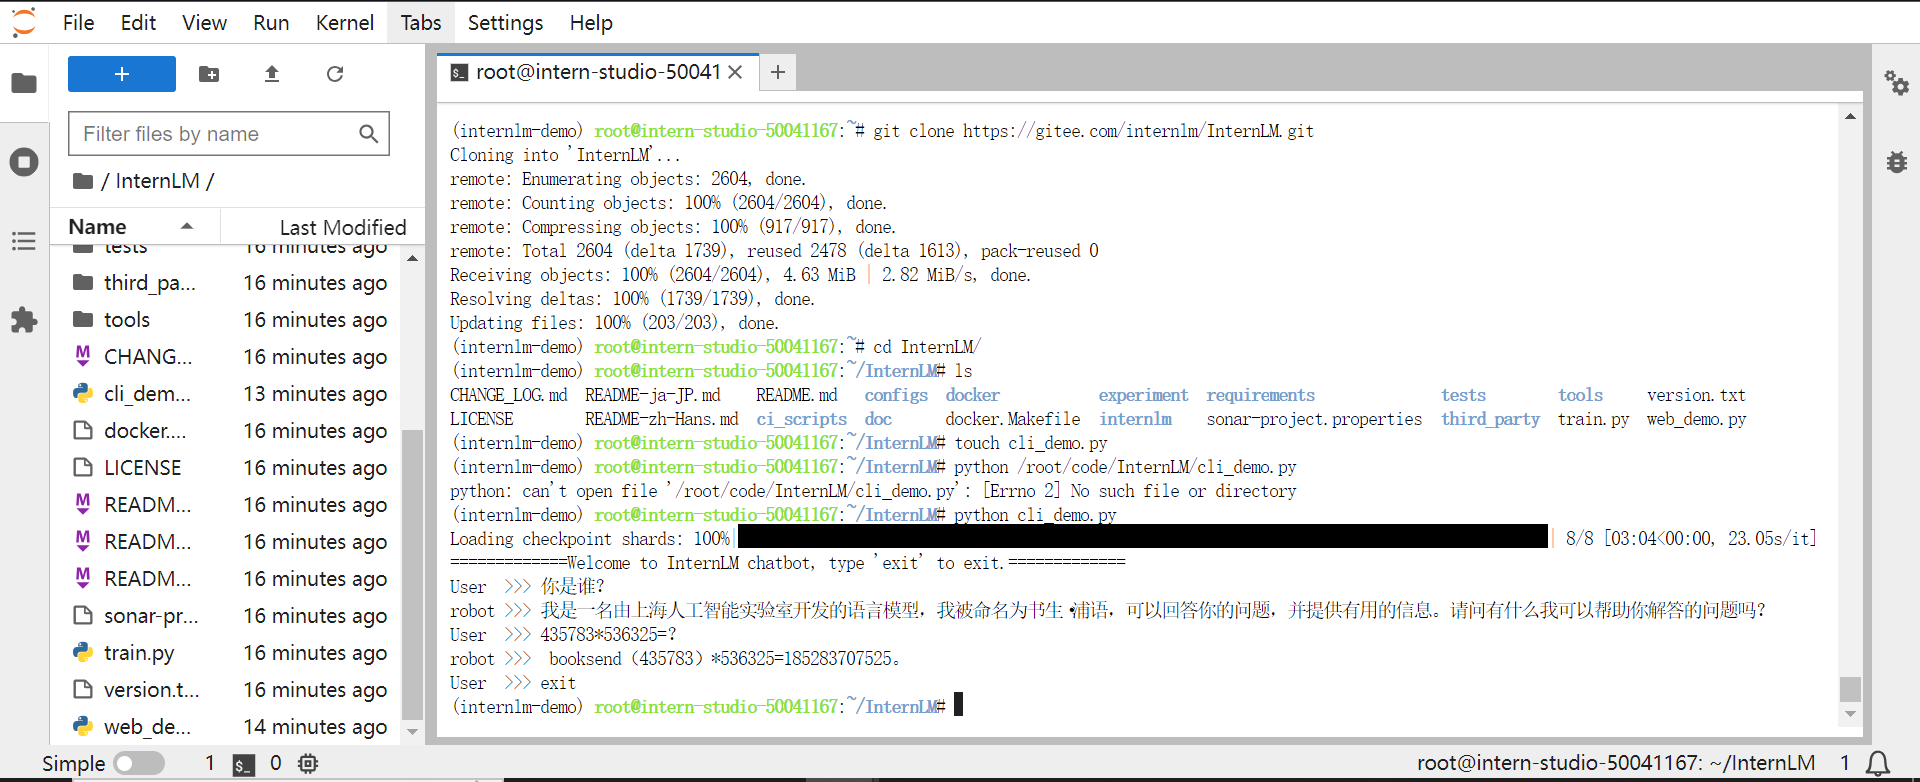 File Edit View Run Kernel Tabs Settings Help
+
root@intern-studio-50041
Filter files by name
/ InternLM /
Name Last Modified
tests 16 minutes ago
third_pa... 16 minutes ago
tools 16 minutes ago
CHANG... 16 minutes ago
cli_dem... 13 minutes ago
docker.... 16 minutes ago
LICENSE 16 minutes ago
READM... 16 minutes ago
READM... 16 minutes ago
READM... 16 minutes ago
sonar-pr... 16 minutes ago
train.py 16 minutes ago
version.t... 16 minutes ago
web_de... 14 minutes ago
(internlm-demo) root@intern-studio-50041167:~# git clone https://gitee.com/internlm/InternLM.git
Cloning into 'InternLM'...
remote: Enumerating objects: 2604, done.
remote: Counting objects: 100% (2604/2604), done.
remote: Compressing objects: 100% (917/917), done.
remote: Total 2604 (delta 1739), reused 2478 (delta 1613), pack-reused 0
Receiving objects: 100% (2604/2604), 4.63 MiB | 2.82 MiB/s, done.
Resolving deltas: 100% (1739/1739), done.
Updating files: 100% (203/203), done.
(internlm-demo) root@intern-studio-50041167:~# cd InternLM/
(internlm-demo) root@intern-studio-50041167:~/InternLM# ls
CHANGE_LOG.md README-ja-JP.md README.md configs docker experiment requirements tests tools version.txt
LICENSE README-zh-Hans.md ci_scripts doc docker.Makefile internlm sonar-project.properties third_party train.py web_demo.py
(internlm-demo) root@intern-studio-50041167:~/InternLM# touch cli_demo.py
(internlm-demo) root@intern-studio-50041167:~/InternLM# python /root/code/InternLM/cli_demo.py
python: can't open file '/root/code/InternLM/cli_demo.py': [Errno 2] No such file or directory
(internlm-demo) root@intern-studio-50041167:~/InternLM# python cli_demo.py
Loading checkpoint shards: 100%| | 8/8 [03:04<00:00, 23.05s/it]
=============Welcome to InternLM chatbot, type 'exit' to exit.=============
User >>> 你是谁?
robot >>> 我是一名由上海人工智能实验室开发的语言模型，我被命名为书生·浦语，可以回答你的问题，并提供有用的信息。请问有什么我可以帮助你解答的问题吗?
User >>> 435783*536325=?
robot >>> booksend（435783）*536325=185283707525。
User >>> exit
(internlm-demo) root@intern-studio-50041167:~/InternLM#
Simple 1 $_ 0 root@intern-studio-50041167: ~/InternLM 1